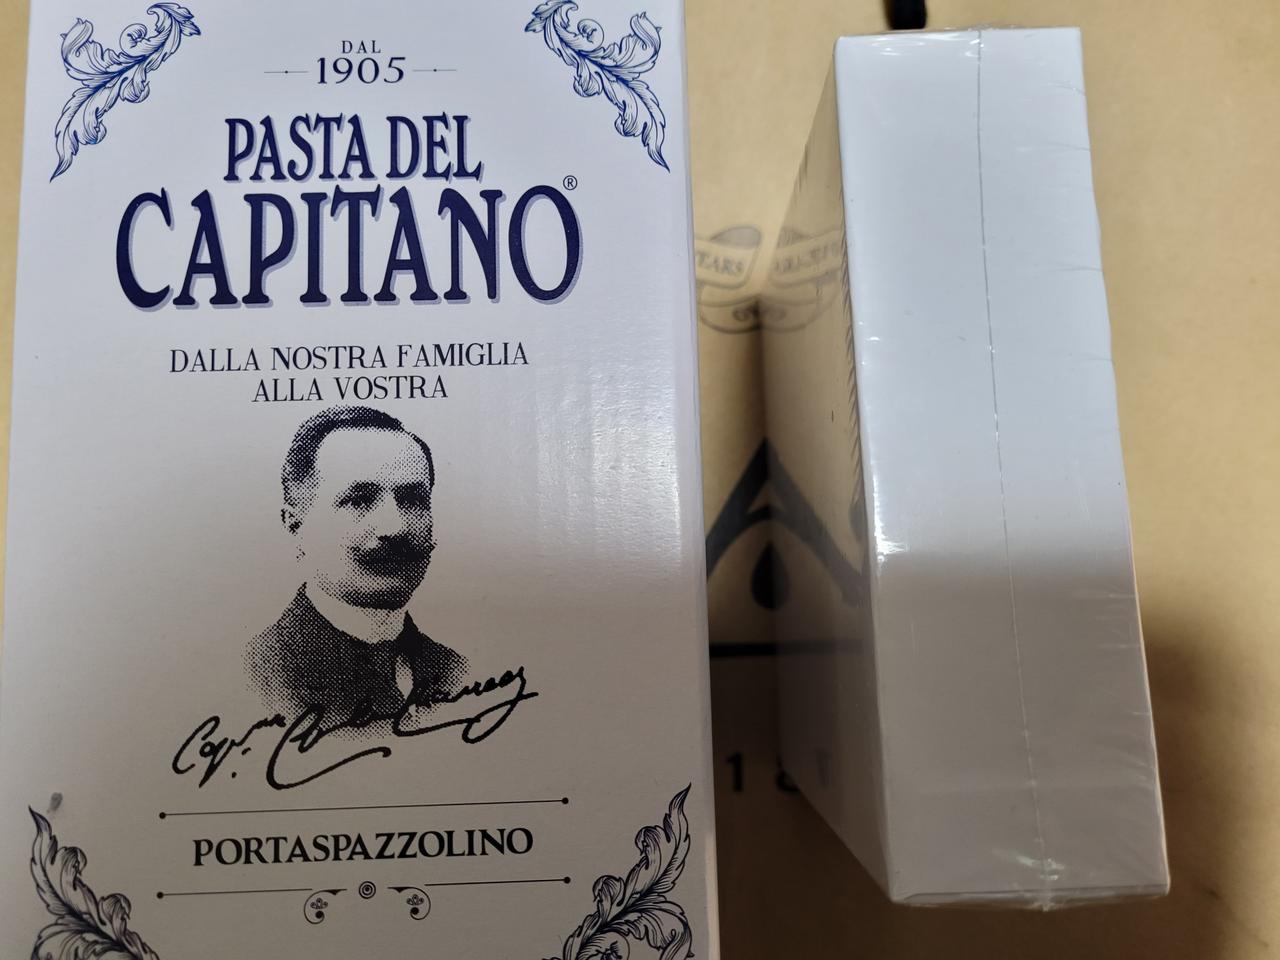 DAL
1905
PASTA DEL
CAPITANO®
DALLA NOSTRA FAMIGLIA
ALLA VOSTRA
PORTASPAZZOLINO